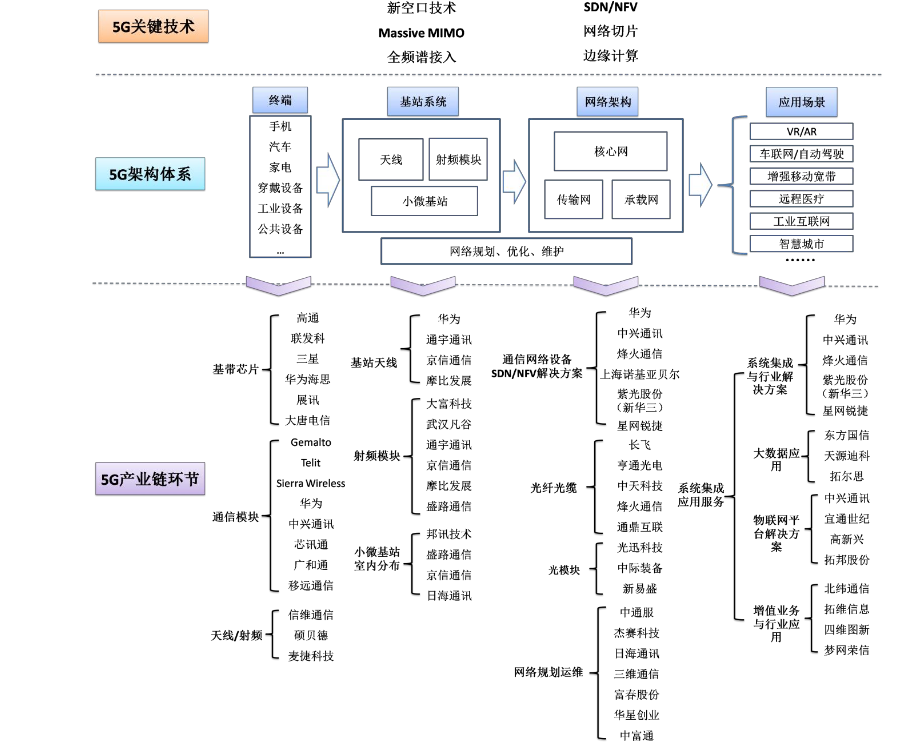 5G关键技术
新空口技术
Massive MIMO
全频谱接入
SDN/NFV
网络切片
边缘计算
5G架构体系
终端
手机
汽车
家电
穿戴设备
工业设备
公共设备
...
基站系统
天线
射频模块
小微基站
网络架构
核心网
传输网
承载网
网络规划、优化、维护
应用场景
VR/AR
车联网/自动驾驶
增强移动宽带
远程医疗
工业互联网
智慧城市
······
5G产业链环节
基带芯片
高通
联发科
三星
华为海思
展讯
大唐电信
通信模块
Gemalto
Telit
Sierra Wireless
华为
中兴通讯
芯讯通
广和通
移远通信
天线/射频
信维通信
硕贝德
麦捷科技
基站天线
华为
通宇通讯
京信通信
摩比发展
射频模块
大富科技
武汉凡谷
通宇通讯
京信通信
摩比发展
盛路通信
小微基站
室内分布
邦讯技术
盛路通信
京信通信
日海通讯
通信网络设备
SDN/NFV解决方案
华为
中兴通讯
烽火通信
上海诺基亚贝尔
紫光股份
（新华三）
星网锐捷
光纤光缆
长飞
亨通光电
中天科技
烽火通信
通鼎互联
光模块
光迅科技
中际装备
新易盛
网络规划运维
中通服
杰赛科技
日海通讯
三维通信
富春股份
华星创业
中富通
系统集成
应用服务
系统集成
与行业解
决方案
华为
中兴通讯
烽火通信
紫光股份
（新华三）
星网锐捷
大数据应
用
东方国信
天源迪科
拓尔思
物联网平
台解决方
案
中兴通讯
宜通世纪
高新兴
拓邦股份
增值业务
与行业应
用
北纬通信
拓维信息
四维图新
梦网荣信